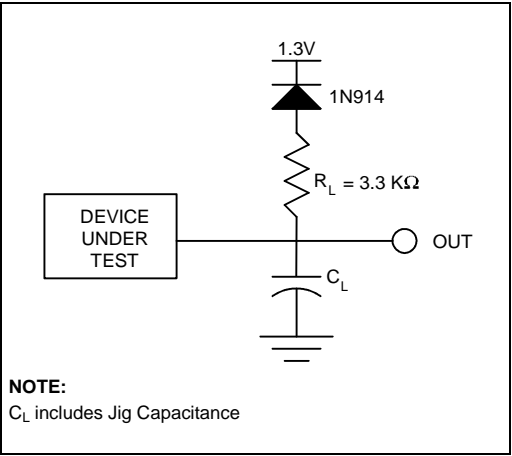 1.3V
1N914
R_L = 3.3 KΩ
DEVICE
UNDER
TEST
OUT
C_L
NOTE:
C_L includes Jig Capacitance